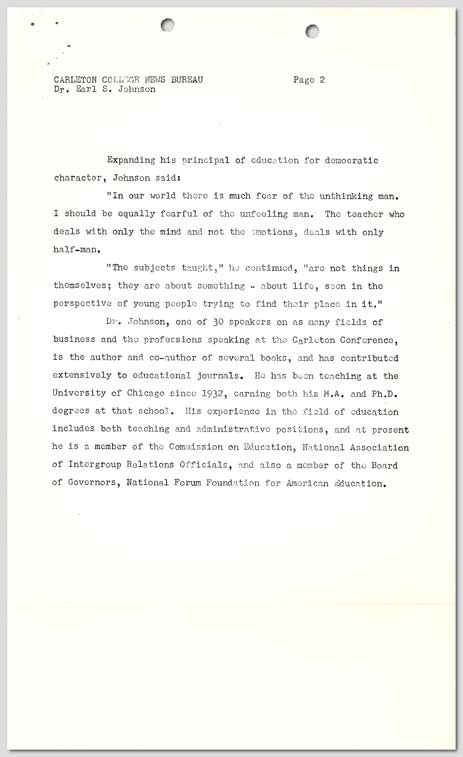 CARLETON COLLEGE NEWS BUREAU Page 2
Dr. Earl S. Johnson
Expanding his principal of education for democratic
character, Johnson said:
"In our world there is much fear of the unthinking man.
I should be equally fearful of the unfeeling man. The teacher who
deals with only the mind and not the emotions, deals with only
half-man.
"The subjects taught," he continued, "are not things in
themselves; they are about something - about life, seen in the
perspective of young people trying to find their place in it."
Dr. Johnson, one of 30 speakers on as many fields of
business and the professions speaking at the Carleton Conference,
is the author and co-author of several books, and has contributed
extensively to educational journals. He has been teaching at the
University of Chicago since 1932, earning both his M.A. and Ph.D.
degrees at that school. His experience in the field of education
includes both teaching and administrative positions, and at present
he is a member of the Commission on Education, National Association
of Intergroup Relations Officials, and also a member of the Board
of Governors, National Forum Foundation for American Education.